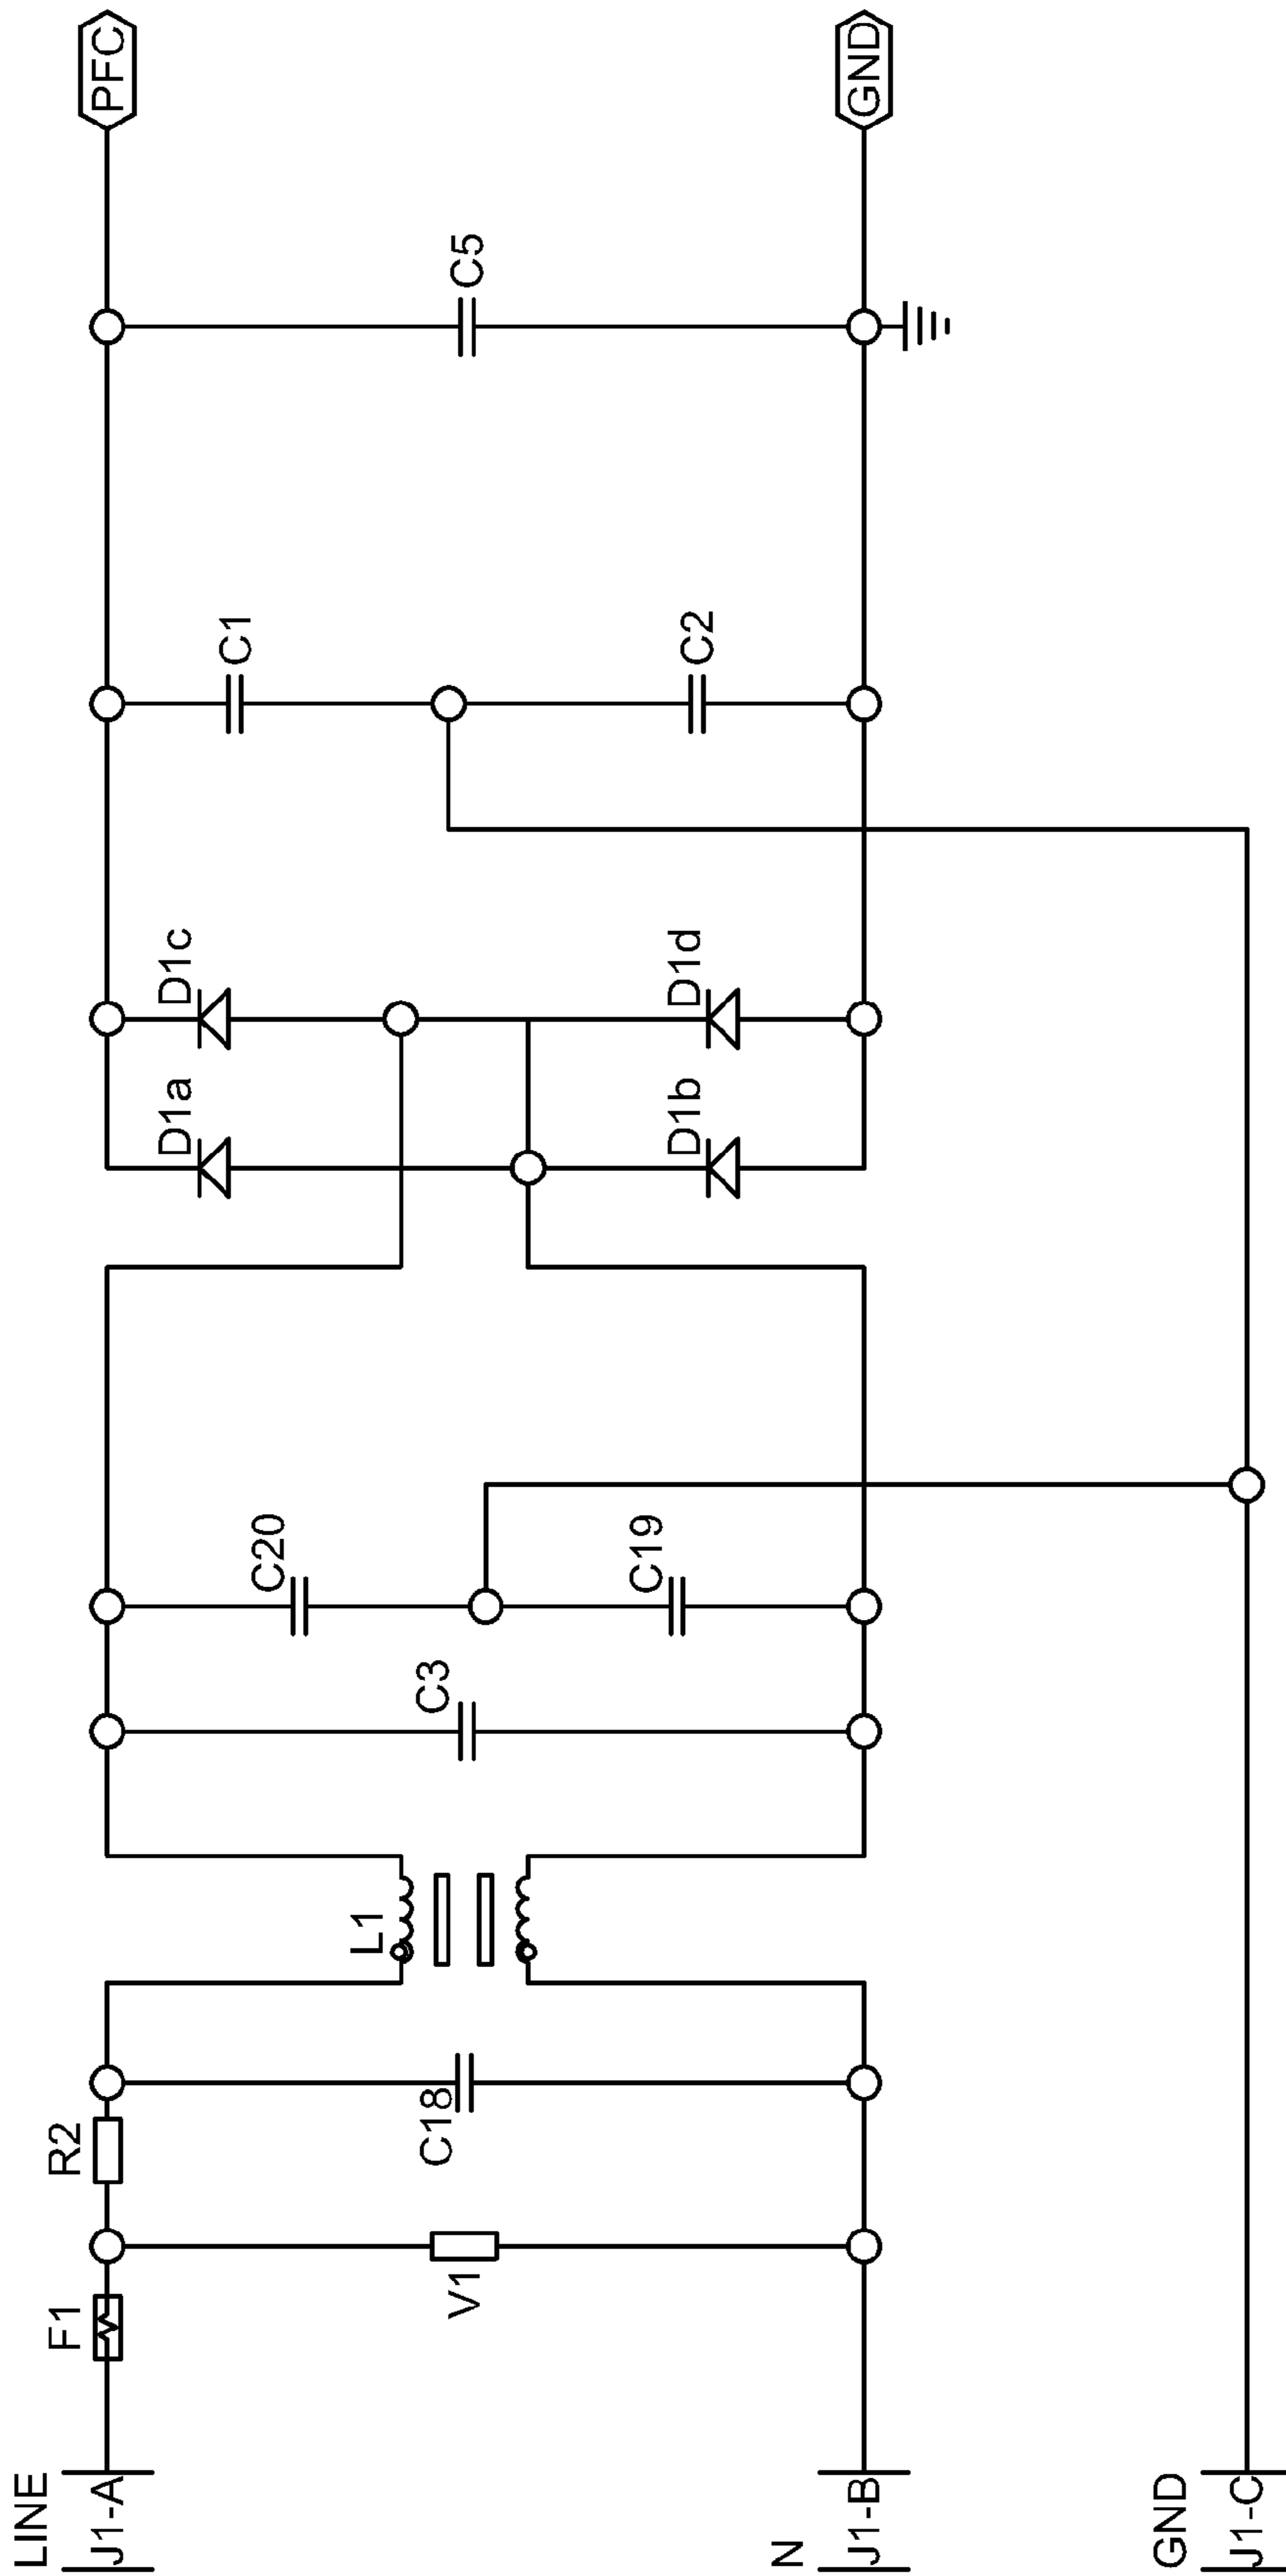 LINE
J1-A
F1
R2
V1
C18
L1
C3
C20
C19
D1a
D1c
D1b
D1d
C1
C2
C5
PFC
GND
N
J1-B
GND
J1-C